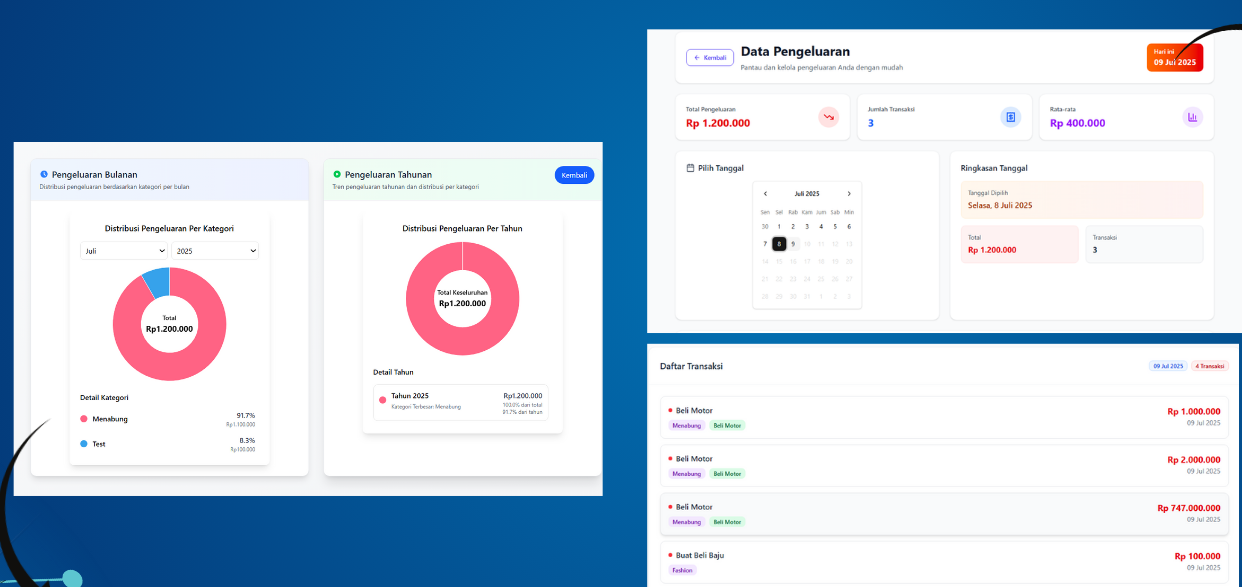 Pengeluaran Bulanan
Distribusi pengeluaran berdasarkan kategori per bulan
Distribusi Pengeluaran Per Kategori
Juli
2025
Total
Rp1.200.000
Detail Kategori
Menabung
91.7%
Rp1.100.000
Test
8.3%
Rp100.000
Pengeluaran Tahunan
Tren pengeluaran tahunan dan distribusi per kategori
Kembali
Distribusi Pengeluaran Per Tahun
Total Keseluruhan
Rp1.200.000
Detail Tahun
Tahun 2025
Kategori Terbesar: Menabung
Rp1.200.000
100.0% dari total
91.7% dari tahun
← Kembali
Data Pengeluaran
Pantau dan kelola pengeluaran Anda dengan mudah
Hari ini
09 Jul 2025
Total Pengeluaran
Rp 1.200.000
Jumlah Transaksi
3
Rata-rata
Rp 400.000
Pilih Tanggal
Juli 2025
Sen Sel Rab Kam Jum Sab Min
30 1 2 3 4 5 6
7 8 9 10 11 12 13
14 15 16 17 18 19 20
21 22 23 24 25 26 27
28 29 30 31 1 2 3
Ringkasan Tanggal
Tanggal Dipilih
Selasa, 8 Juli 2025
Total
Rp 1.200.000
Transaksi
3
Daftar Transaksi
09 Jul 2025
4 Transaksi
Beli Motor
Menabung
Beli Motor
Rp 1.000.000
09 Jul 2025
Beli Motor
Menabung
Beli Motor
Rp 2.000.000
09 Jul 2025
Beli Motor
Menabung
Beli Motor
Rp 747.000.000
09 Jul 2025
Buat Beli Baju
Fashion
Rp 100.000
09 Jul 2025